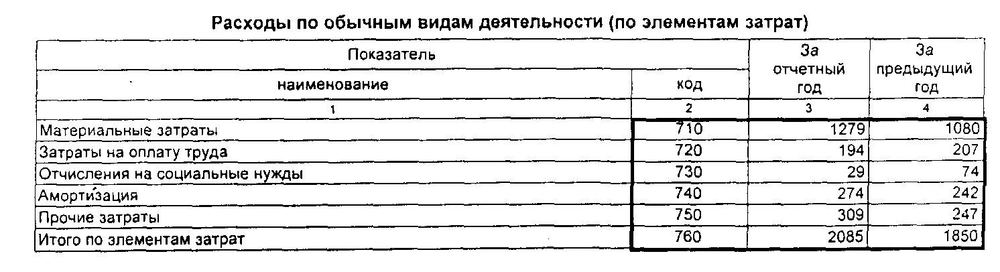 Расходы по обычным видам деятельности (по элементам затрат)
Показатель За отчетный год За предыдущий год
наименование код
1 2 3 4
Материальные затраты 710 1279 1080
Затраты на оплату труда 720 194 207
Отчисления на социальные нужды 730 29 74
Амортизация 740 274 242
Прочие затраты 750 309 247
Итого по элементам затрат 760 2085 1850